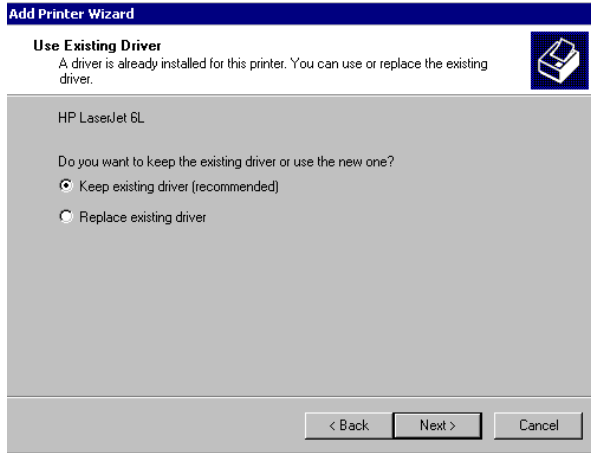 Add Printer Wizard
Use Existing Driver
A driver is already installed for this printer. You can use or replace the existing
driver.
HP LaserJet 6L
Do you want to keep the existing driver or use the new one?
Keep existing driver (recommended)
Replace existing driver
< Back Next > Cancel